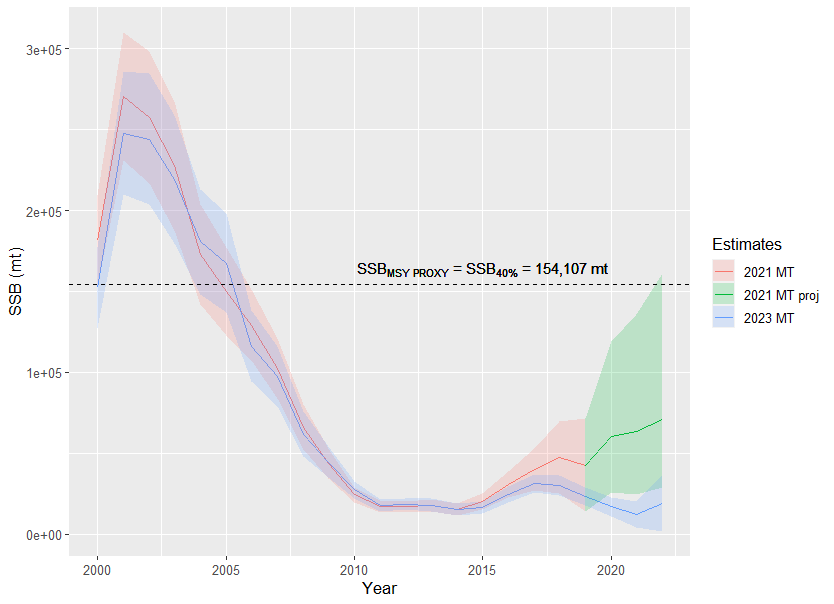 3e+05
2e+05
1e+05
0e+00
SSB (mt)
SSBMSY PROXY = SSB40% = 154,107 mt
2000 2005 2010 2015 2020
Year
Estimates
2021 MT
2021 MT proj
2023 MT